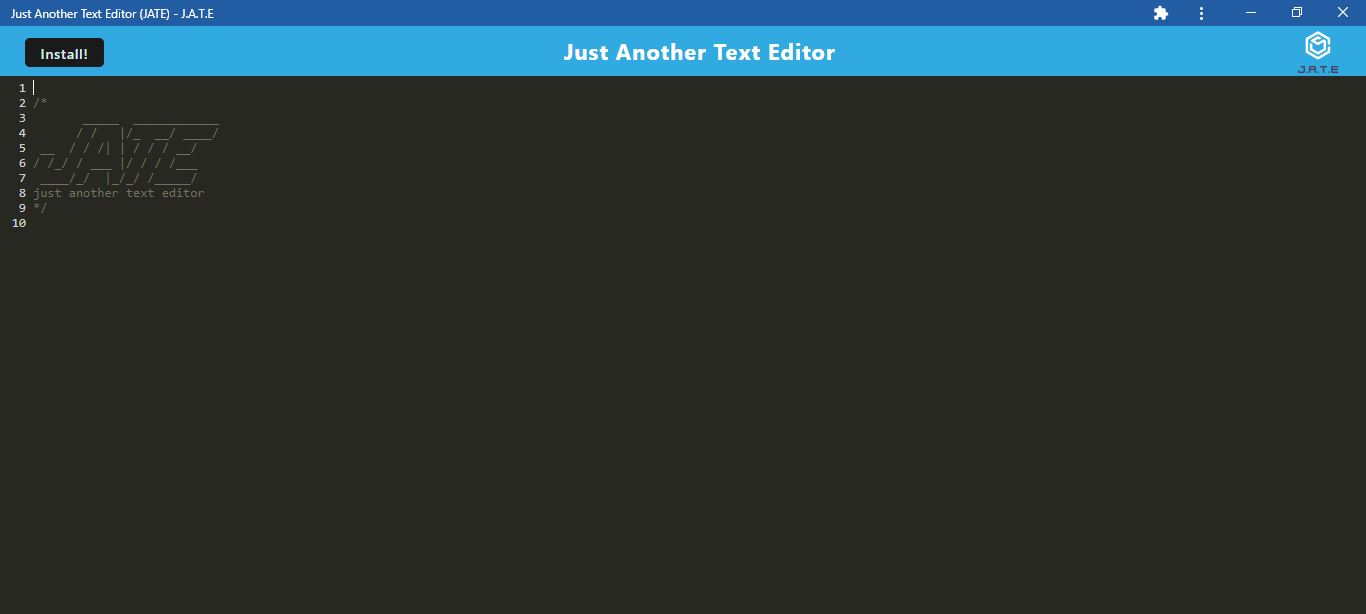 Just Another Text Editor (JATE) - J.A.T.E
Install!
Just Another Text Editor
J.A.T.E
1
2 /*
3        _____  ____________
4       / /   |/_  __/ ____/
5  __  / / /| | / / / __/
6 / /_/ / ___ |/ / / /___
7  ____/_/  |_/_/ /_____/
8 just another text editor
9 */
10